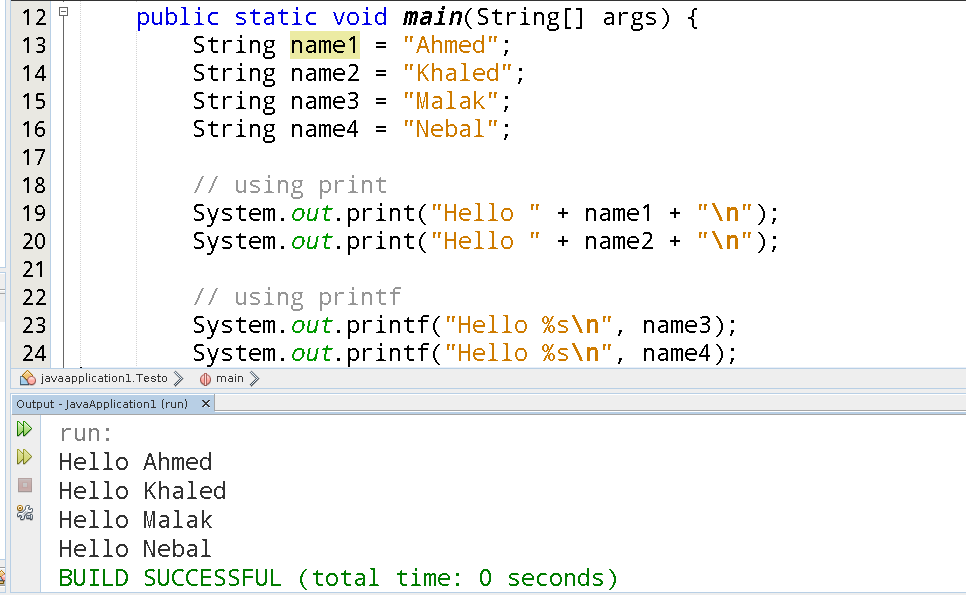 12 public static void main(String[] args) {
13 String name1 = "Ahmed";
14 String name2 = "Khaled";
15 String name3 = "Malak";
16 String name4 = "Nebal";
17
18 // using print
19 System.out.print("Hello " + name1 + "\n");
20 System.out.print("Hello " + name2 + "\n");
21
22 // using printf
23 System.out.printf("Hello %s\n", name3);
24 System.out.printf("Hello %s\n", name4);
javaapplication1.Testo main
Output - JavaApplication1 (run) ×
run:
Hello Ahmed
Hello Khaled
Hello Malak
Hello Nebal
BUILD SUCCESSFUL (total time: 0 seconds)